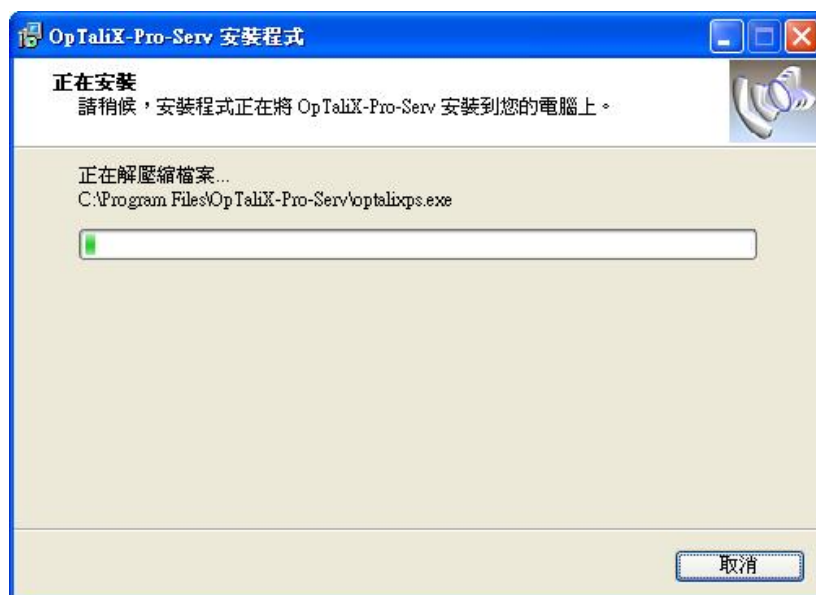 OpTaliX-Pro-Serv 安裝程式
正在安裝
請稍候，安裝程式正在將 OpTaliX-Pro-Serv 安裝到您的電腦上。
正在解壓縮檔案...
C:\Program Files\OpTaliX-Pro-Serv\optalixps.exe
取消